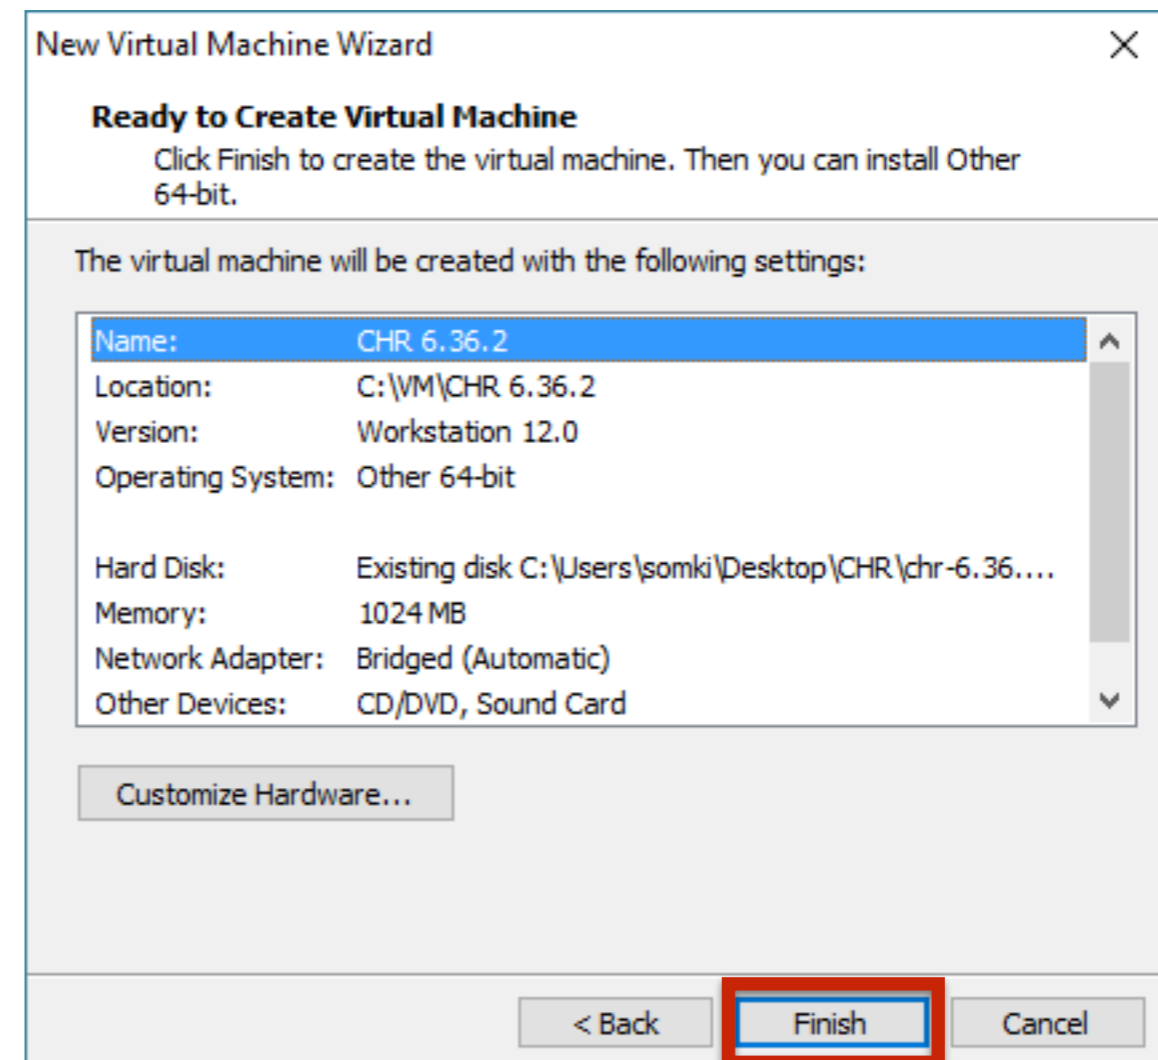 New Virtual Machine Wizard
Ready to Create Virtual Machine
Click Finish to create the virtual machine. Then you can install Other
64-bit.
The virtual machine will be created with the following settings:
Name: CHR 6.36.2
Location: C:\VM\CHR 6.36.2
Version: Workstation 12.0
Operating System: Other 64-bit
Hard Disk: Existing disk C:\Users\somki\Desktop\CHR\chr-6.36....
Memory: 1024 MB
Network Adapter: Bridged (Automatic)
Other Devices: CD/DVD, Sound Card
Customize Hardware...
< Back Finish Cancel